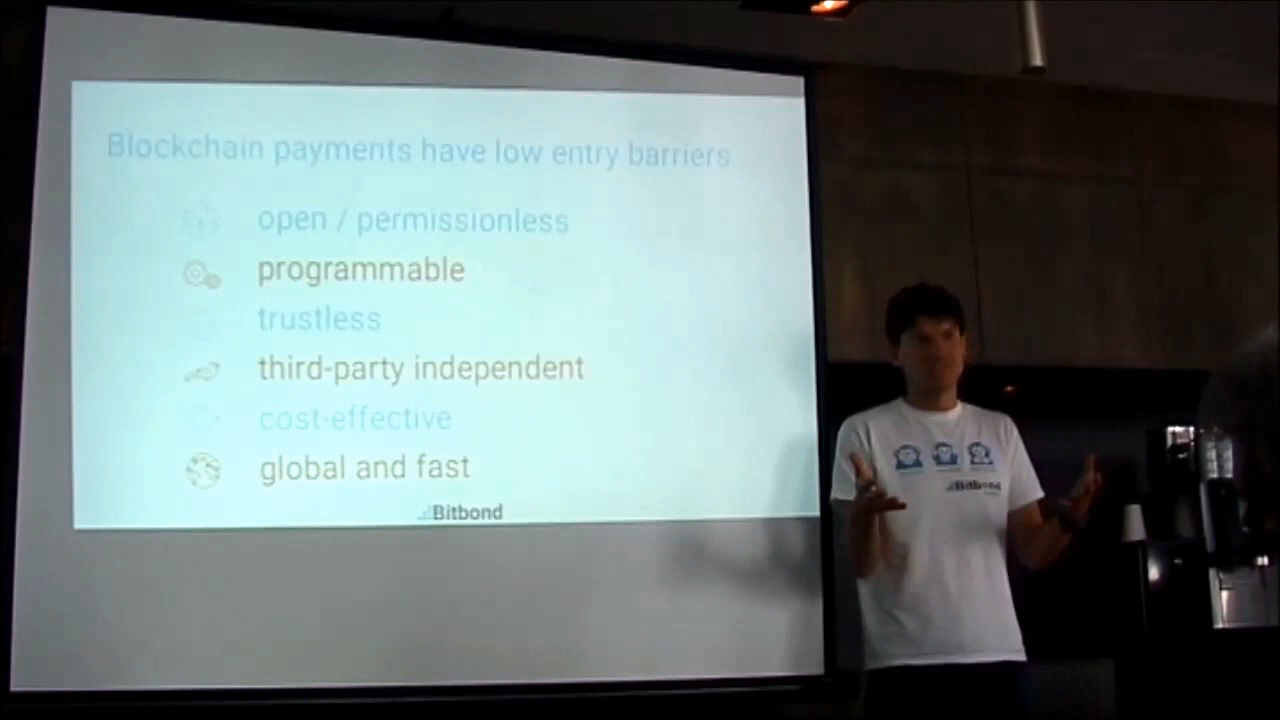 Blockchain payments have low entry barriers
open / permissionless
programmable
trustless
third-party independent
cost-effective
global and fast
Bitbond
Bitbond